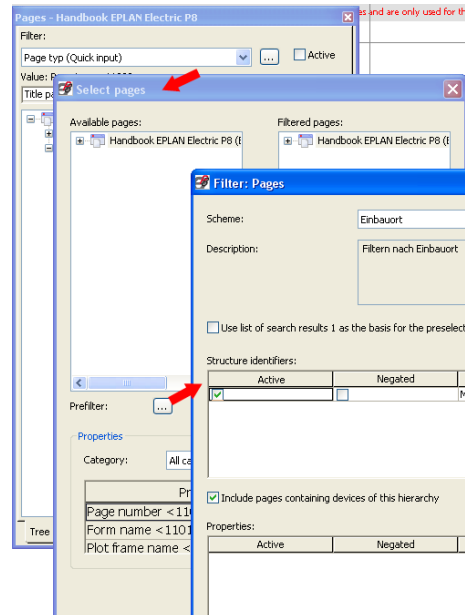 Pages - Handbook EPLAN Electric P8
es and are only used for th
Filter:
Page typ (Quick input)
...
Active
Value:
Title pa
Select pages
Available pages:
Filtered pages:
Handbook EPLAN Electric P8 (E
Handbook EPLAN Electric P8 (E
Filter: Pages
Scheme:
Einbauort
Description:
Filtern nach Einbauort
Use list of search results 1 as the basis for the preselect
Structure identifiers:
Active
Negated
Prefilter:
...
Properties
Category:
All ca
Pr
Page number <110
Form name <1101
Plot frame name <
Include pages containing devices of this hierarchy
Properties:
Active
Negated
Tree